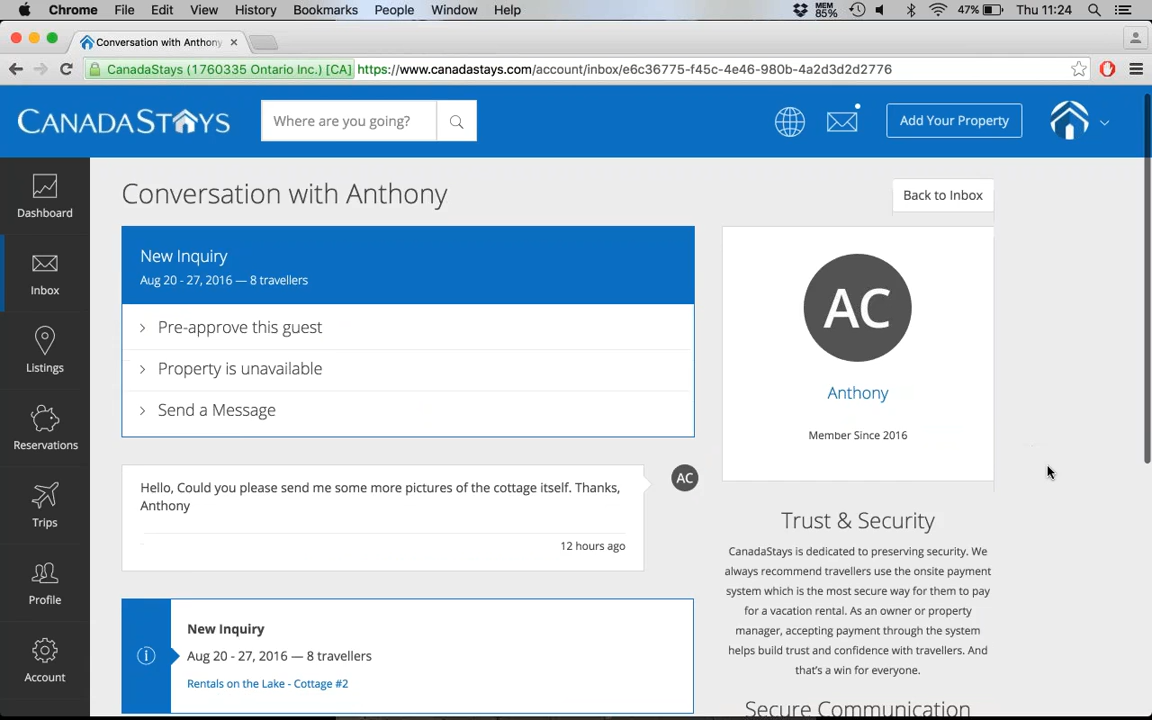 Chrome File Edit View History Bookmarks People Window Help MEM 85% 47% Thu 11:24
Conversation with Anthony
CanadaStays (1760335 Ontario Inc.) [CA] https://www.canadastays.com/account/inbox/e6c36775-f45c-4e46-980b-4a2d3d2d2776
CANADASTAYS Where are you going? Add Your Property
Dashboard
Inbox
Listings
Reservations
Trips
Profile
Account
Conversation with Anthony
Back to Inbox
New Inquiry
Aug 20 - 27, 2016 — 8 travellers
Pre-approve this guest
Property is unavailable
Send a Message
Hello, Could you please send me some more pictures of the cottage itself. Thanks,
Anthony
12 hours ago
AC
New Inquiry
Aug 20 - 27, 2016 — 8 travellers
Rentals on the Lake - Cottage #2
AC
Anthony
Member Since 2016
Trust & Security
CanadaStays is dedicated to preserving security. We
always recommend travellers use the onsite payment
system which is the most secure way for them to pay
for a vacation rental. As an owner or property
manager, accepting payment through the system
helps build trust and confidence with travellers. And
that's a win for everyone.
Secure Communication